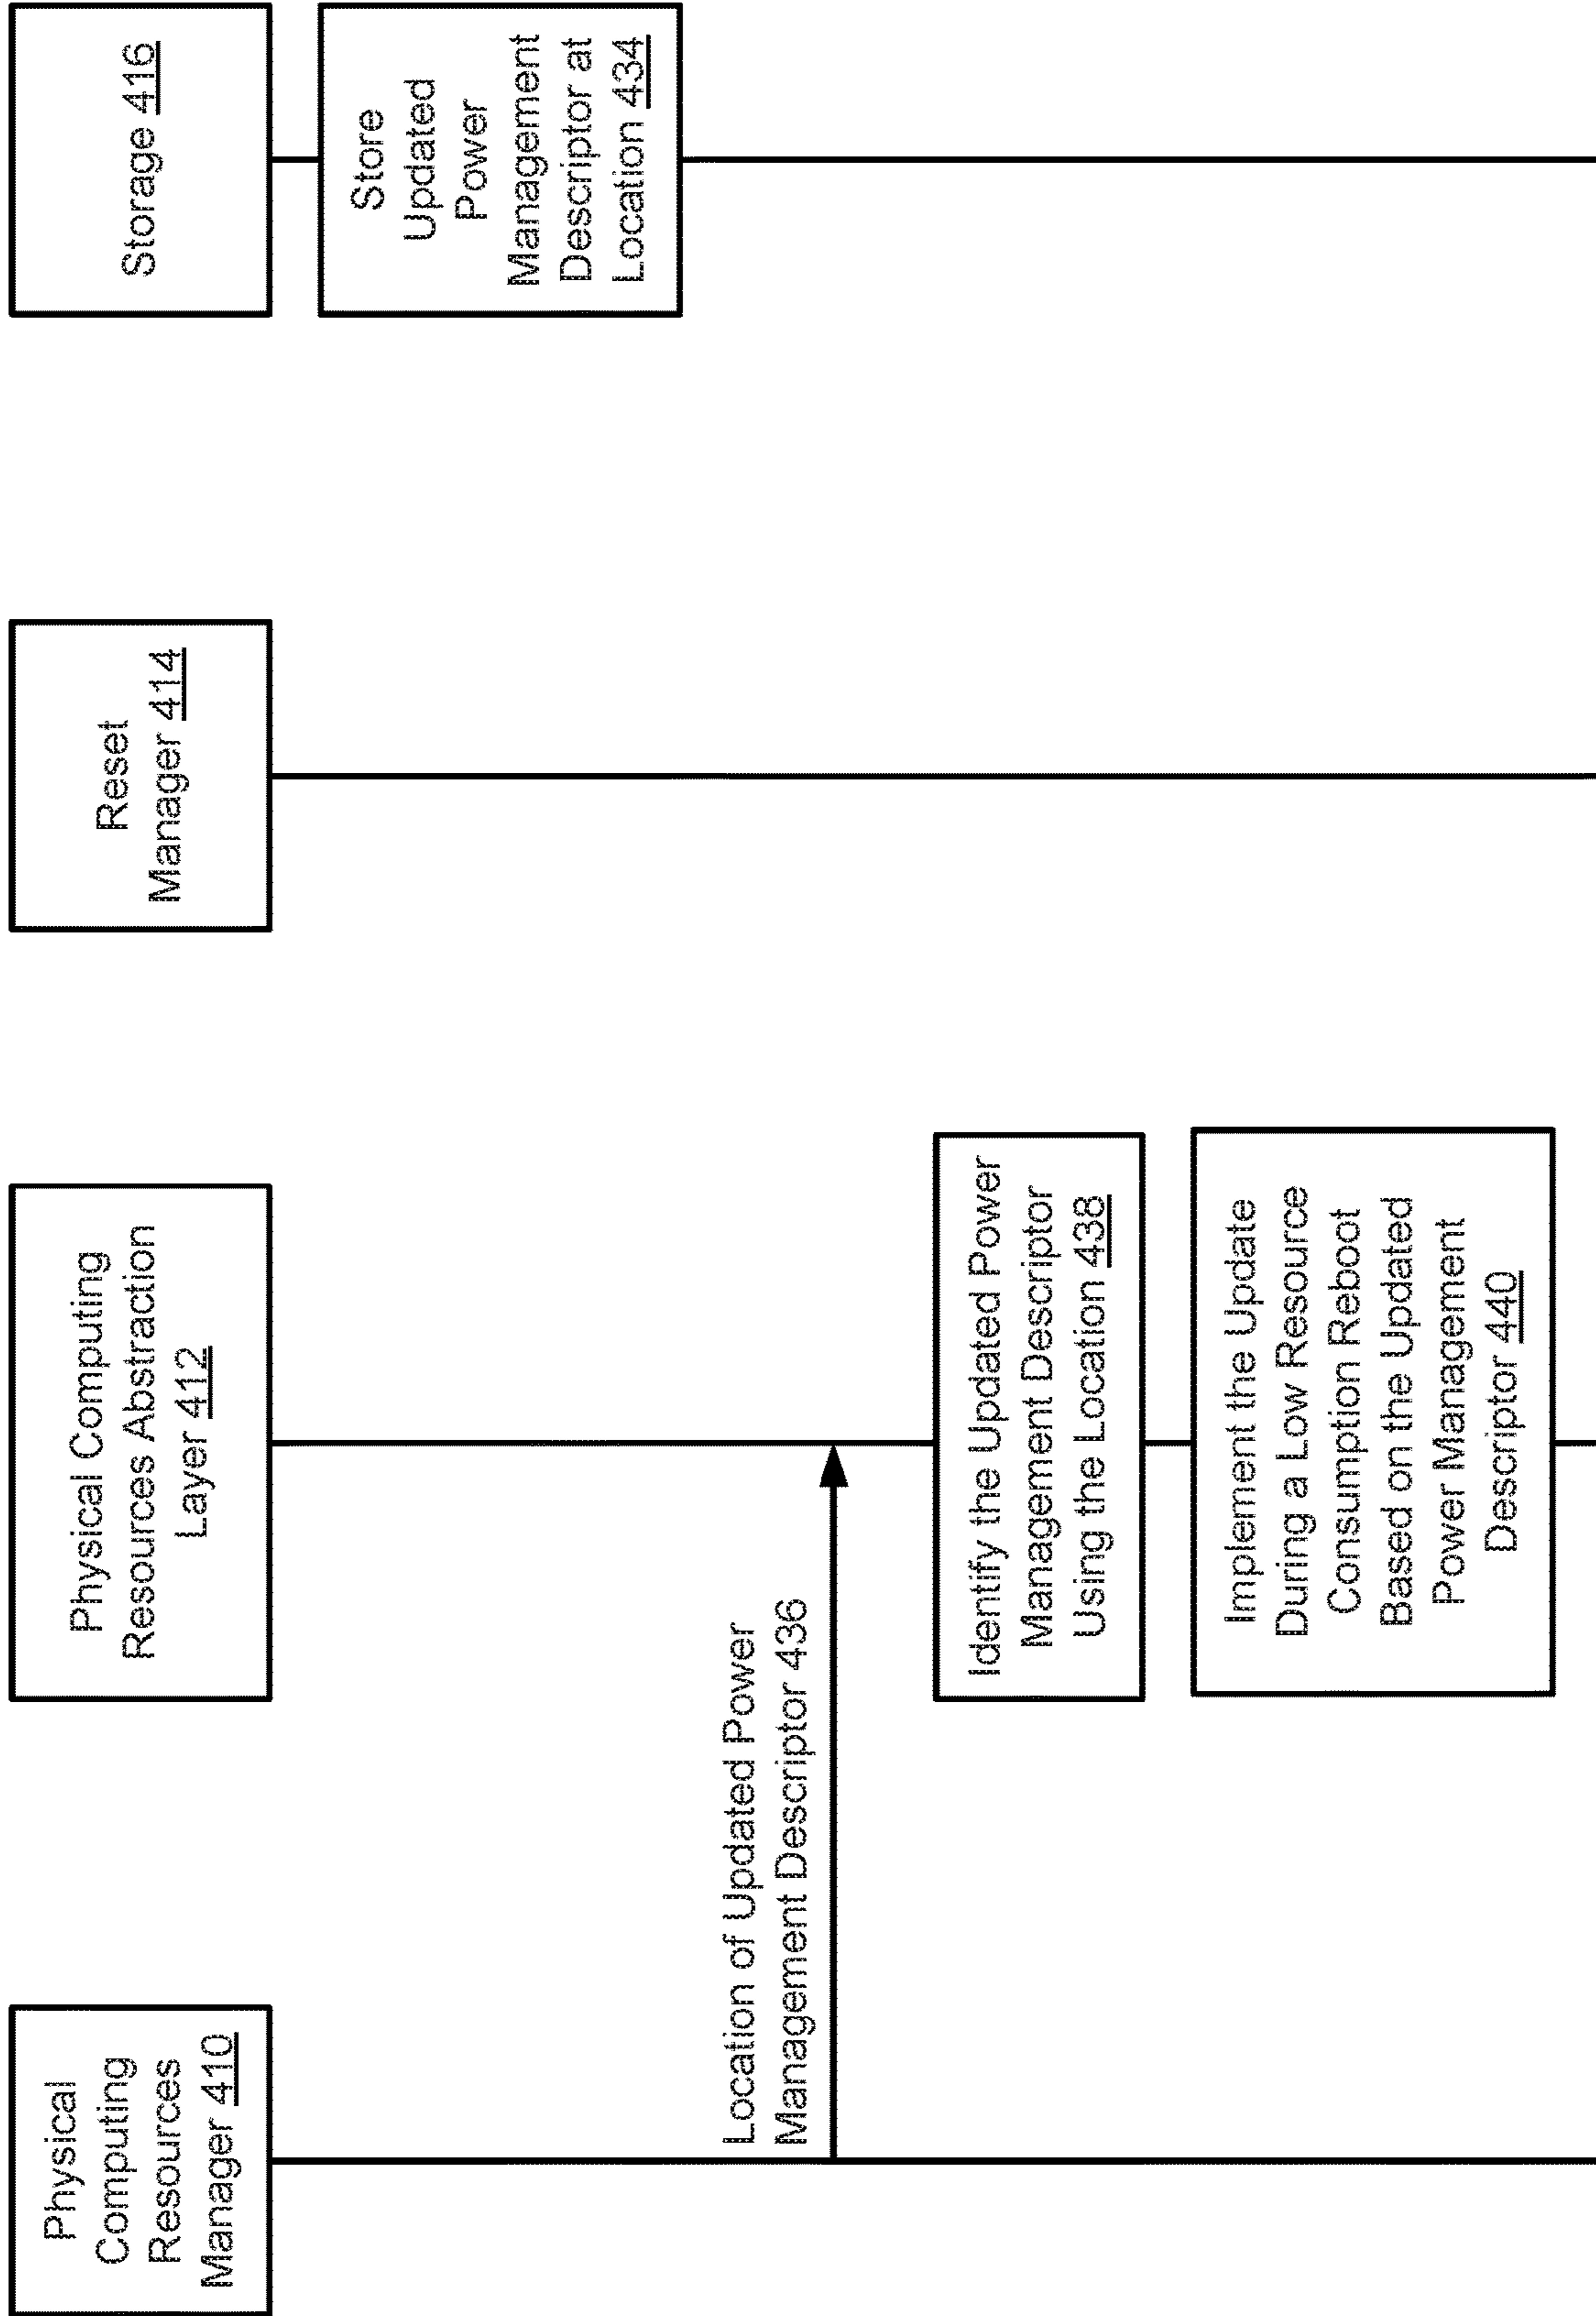 Physical
Computing
Resources
Manager 410
Physical Computing
Resources Abstraction
Layer 412
Reset
Manager 414
Storage 416
Store
Updated
Power
Management
Descriptor at
Location 434
Location of Updated Power
Management Descriptor 436
Identify the Updated Power
Management Descriptor
Using the Location 438
Implement the Update
During a Low Resource
Consumption Reboot
Based on the Updated
Power Management
Descriptor 440